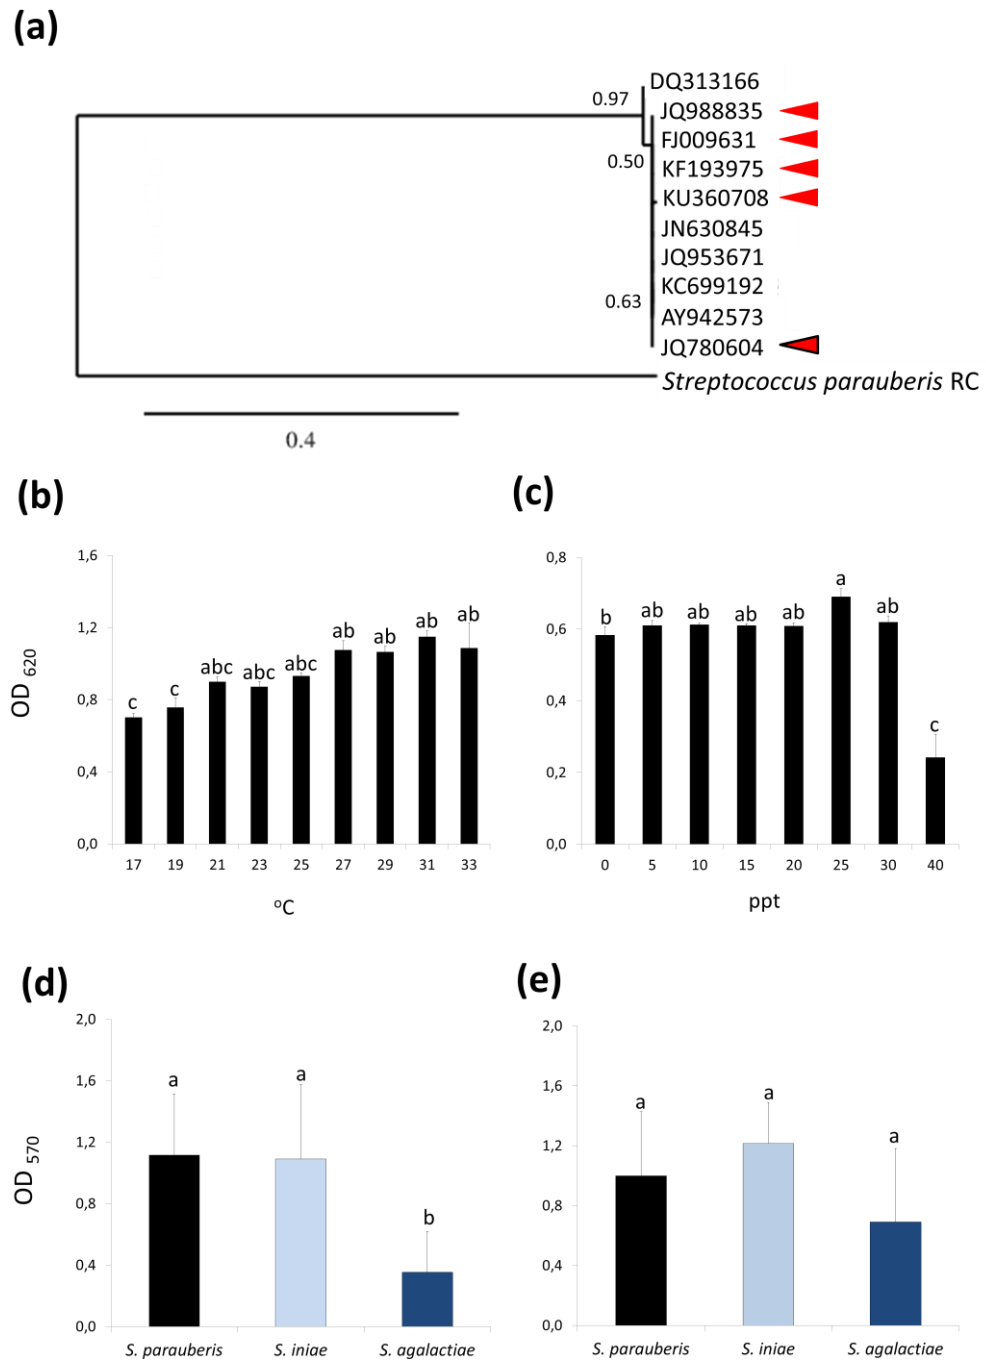 (a)
DQ313166
0.97
JQ988835
FJ009631
0.50
KF193975
KU360708
JN630845
JQ953671
KC699192
0.63
AY942573
JQ780604
Streptococcus parauberis RC
0.4
(b)
OD 620
1,6
1,2
0,8
0,4
0,0
c c abc abc abc ab ab ab ab
17 19 21 23 25 27 29 31 33
ºC
(c)
0,8
0,6
0,4
0,2
0,0
b ab ab ab ab a ab c
0 5 10 15 20 25 30 40
ppt
(d)
OD 570
2,0
1,6
1,2
0,8
0,4
0,0
a a b
S. parauberis S. iniae S. agalactiae
(e)
2,0
1,6
1,2
0,8
0,4
0,0
a a a
S. parauberis S. iniae S. agalactiae